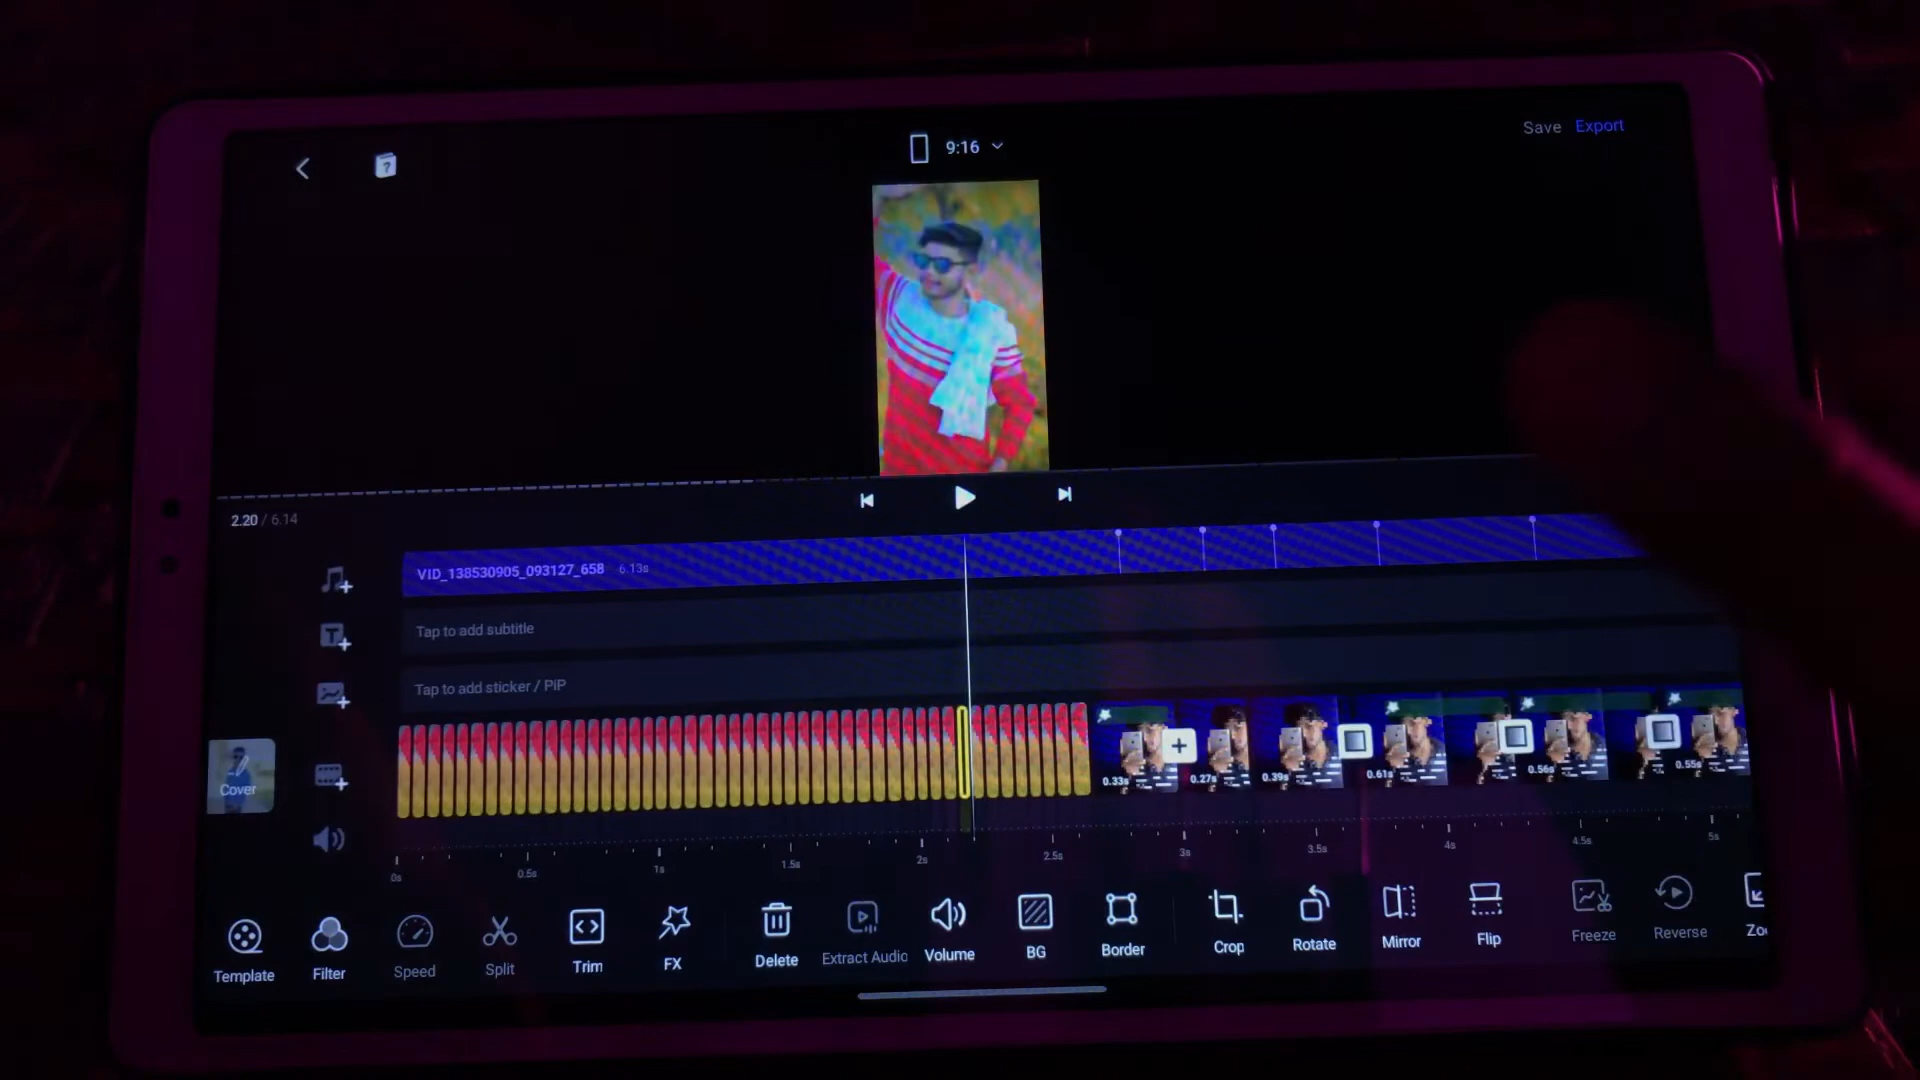 9:16
Save Export
2.20 / 6.14
VID_138530905_093127_658 6.13s
Tap to add subtitle
Tap to add sticker / PiP
Cover
0.33s 0.27s 0.39s 0.61s 0.56s 0.55s
0s 0.5s 1s 1.5s 2s 2.5s 3s 3.5s 4s 4.5s 5s
Template Filter Speed Split Trim FX Delete Extract Audio Volume BG Border Crop Rotate Mirror Flip Freeze Reverse Zo